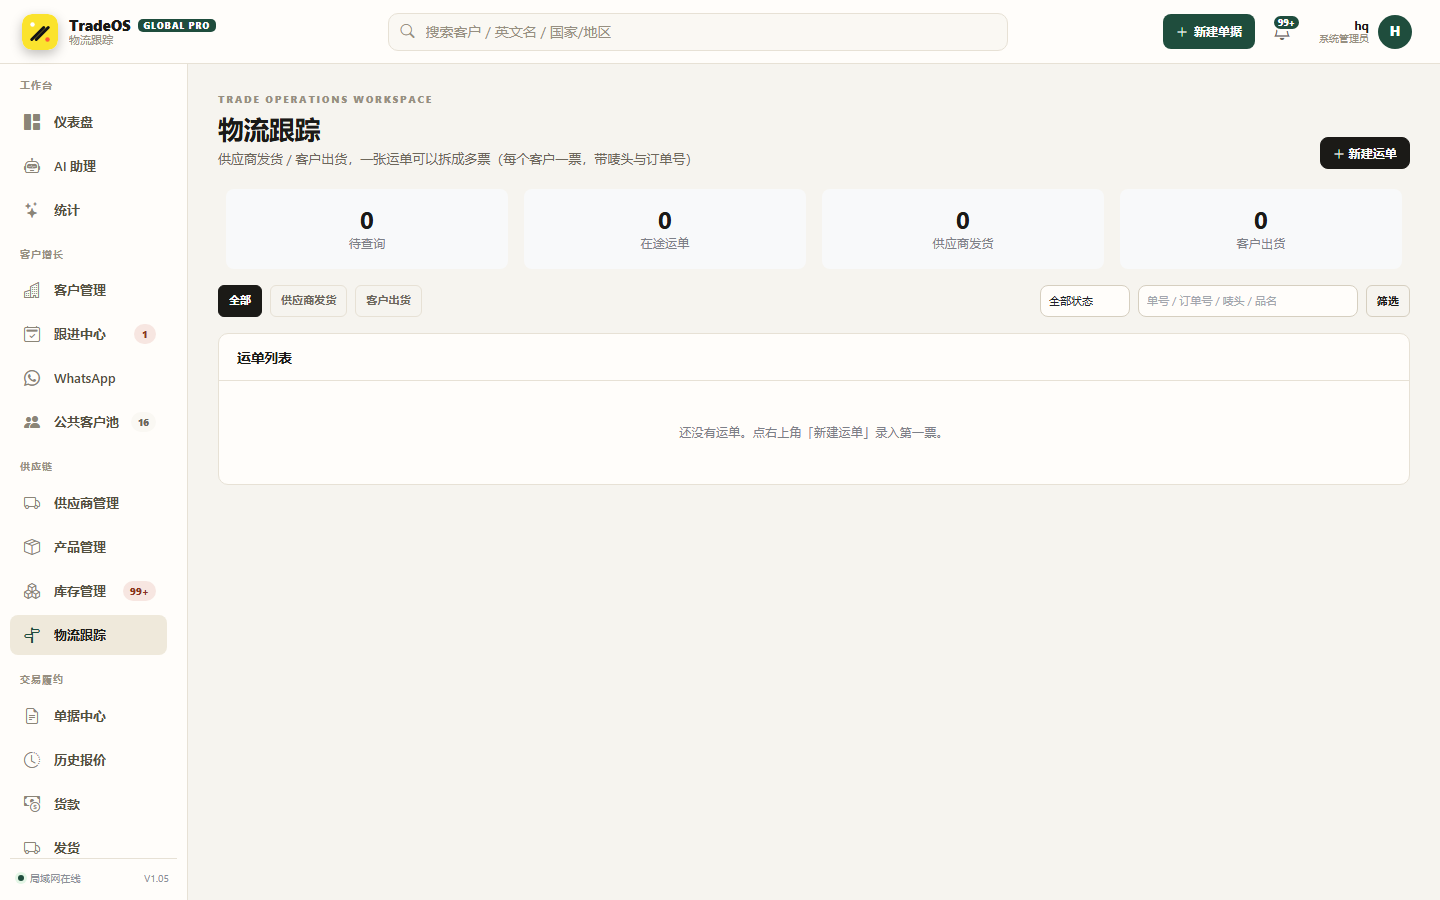 TradeOS GLOBAL PRO
物流跟踪
搜索客户 / 英文名 / 国家/地区
新建单据
99+
hq
系统管理员
H
工作台
仪表盘
AI 助理
统计
客户增长
客户管理
跟进中心 1
WhatsApp
公共客户池 16
供应链
供应商管理
产品管理
库存管理 99+
物流跟踪
交易履约
单据中心
历史报价
货款
发货
局域网在线 V1.05
TRADE OPERATIONS WORKSPACE
物流跟踪
供应商发货 / 客户出货，一张运单可以拆成多票（每个客户一票，带唛头与订单号）
新建运单
0
待查询
0
在途运单
0
供应商发货
0
客户出货
全部 供应商发货 客户出货
全部状态 单号 / 订单号 / 唛头 / 品名 筛选
运单列表
还没有运单。点右上角「新建运单」录入第一票。